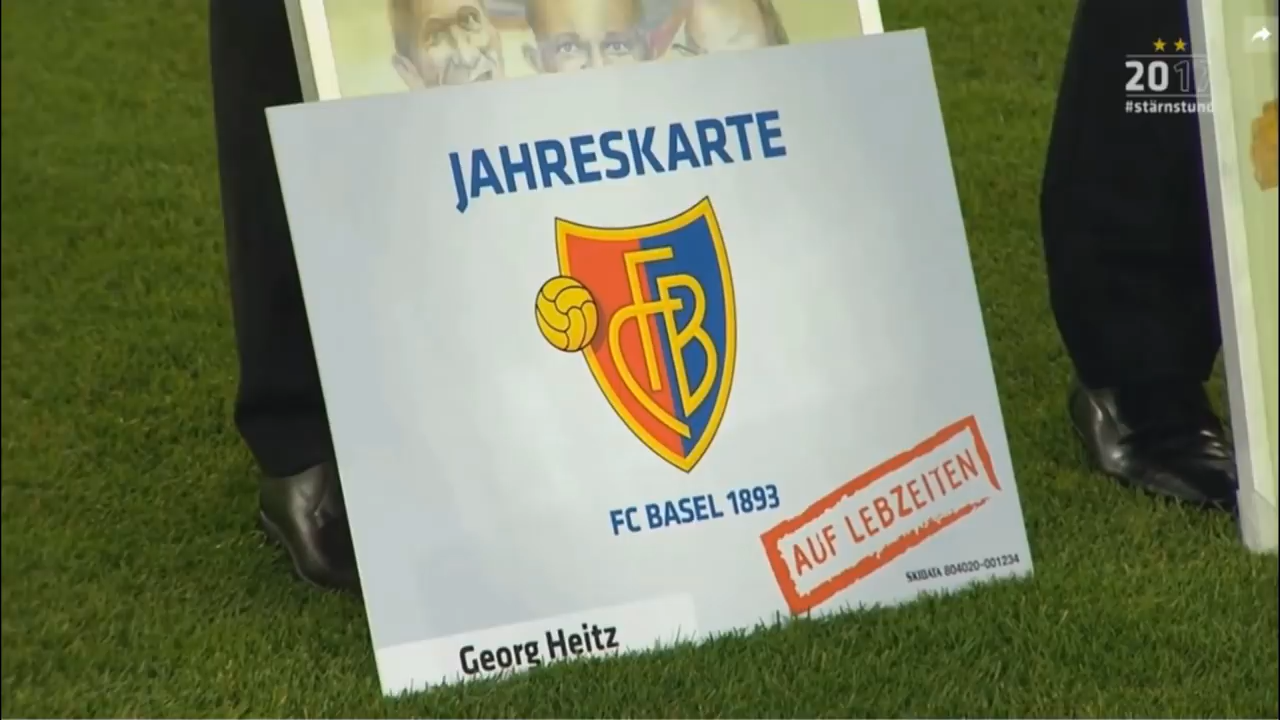 2017
#stärnstund
JAHRESKARTE
FCB
FC BASEL 1893
AUF LEBZEITEN
SKIDATA 804020-001234
Georg Heitz